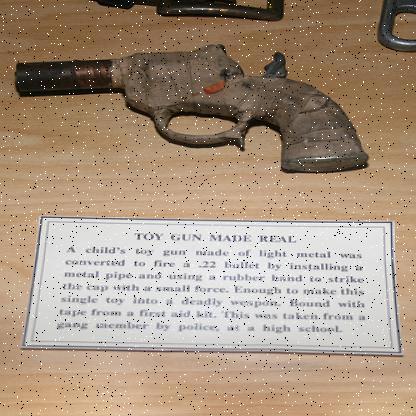 TOY GUN MADE REAL
A child's toy gun made of light metal was
converted to fire a .22 bullet by installing a
metal pipe and using a rubber band to strike
the cap with a small force. Enough to make this
single toy into a deadly weapon. Bound with
tape from a first aid kit. This was taken from a
gang member by police, at a high school.